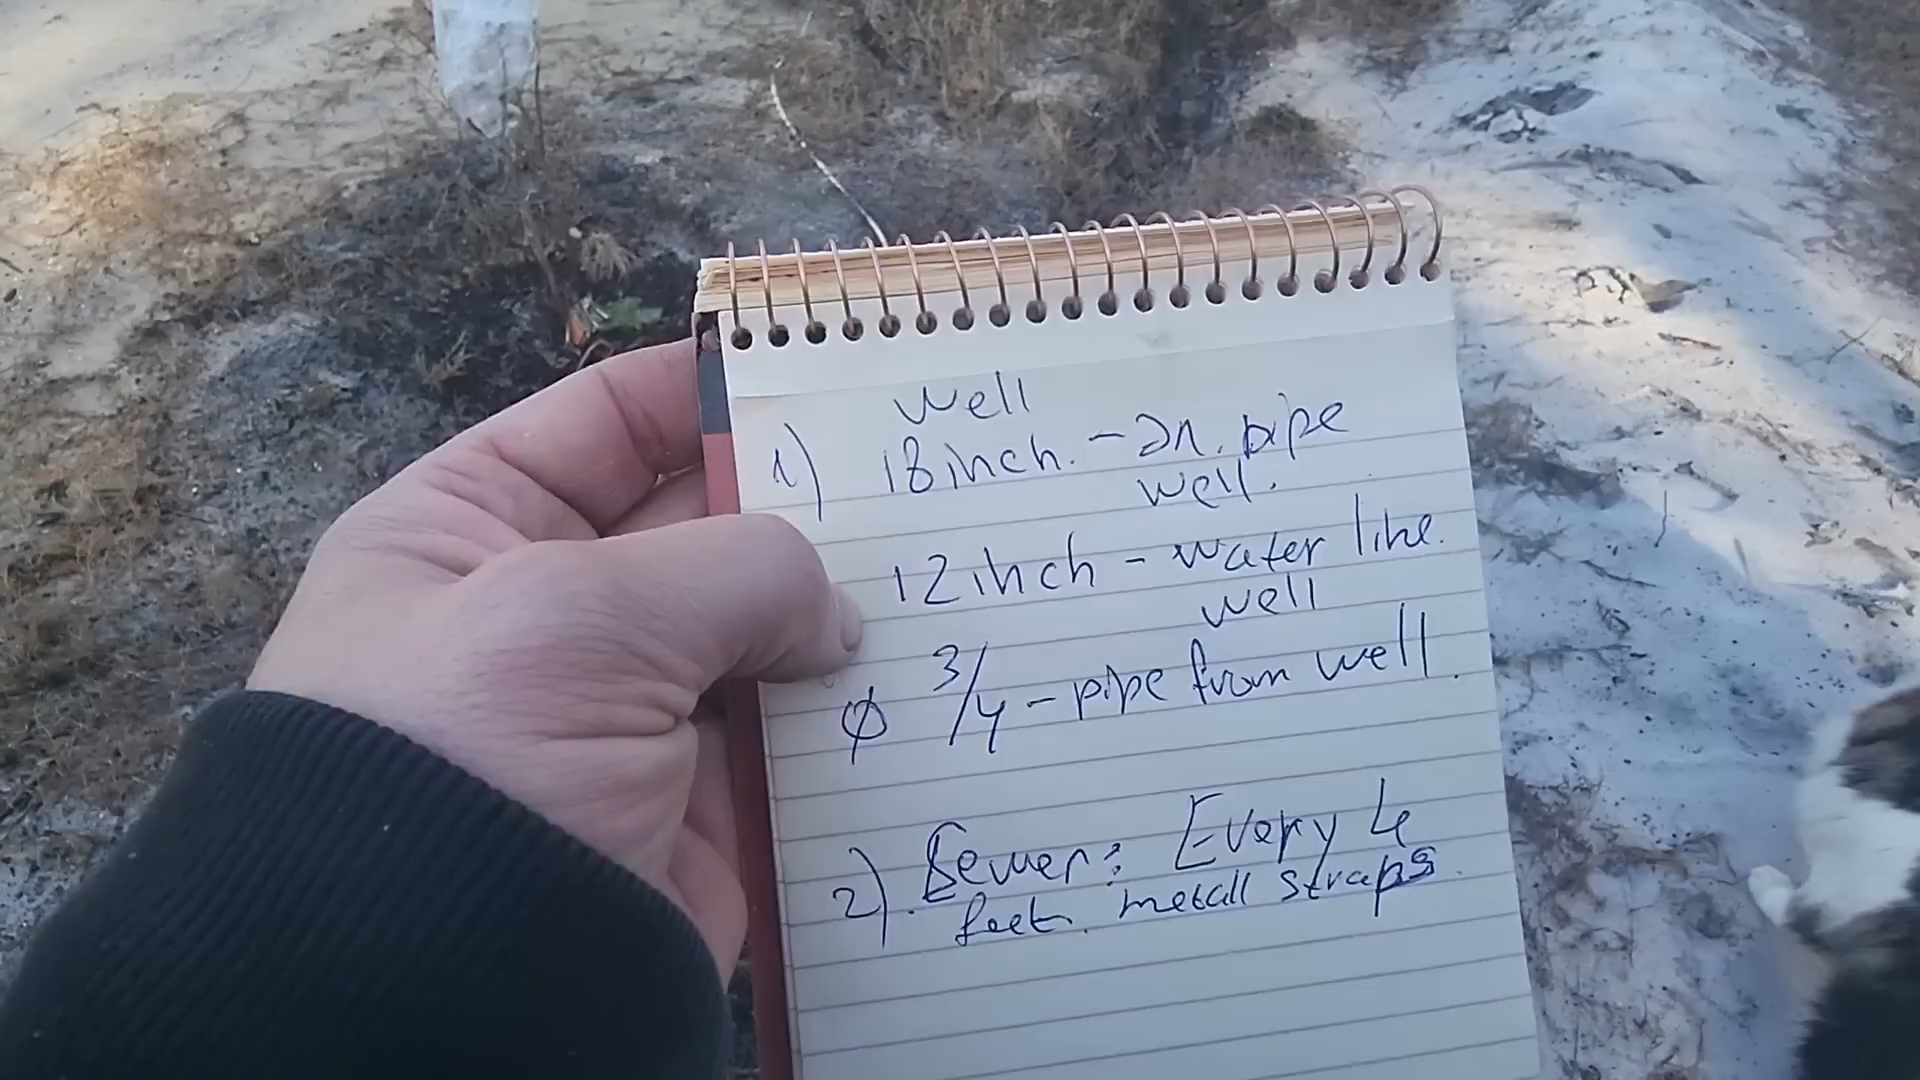 well
1) 18inch. - эл. pipe
well.
12inch - water line.
well
Ø 3/4 - pipe from well.
2). Sewer: Every 4
feet. metall straps.